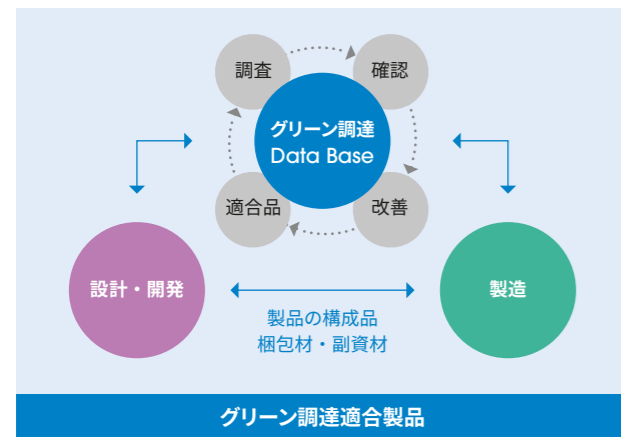 調査
確認
グリーン調達
Data Base
適合品
改善
設計・開発
製造
製品の構成品
梱包材・副資材
グリーン調達適合製品